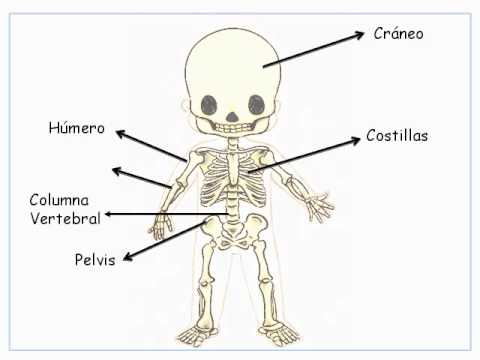 Cráneo
Húmero
Costillas
Columna
Vertebral
Pelvis